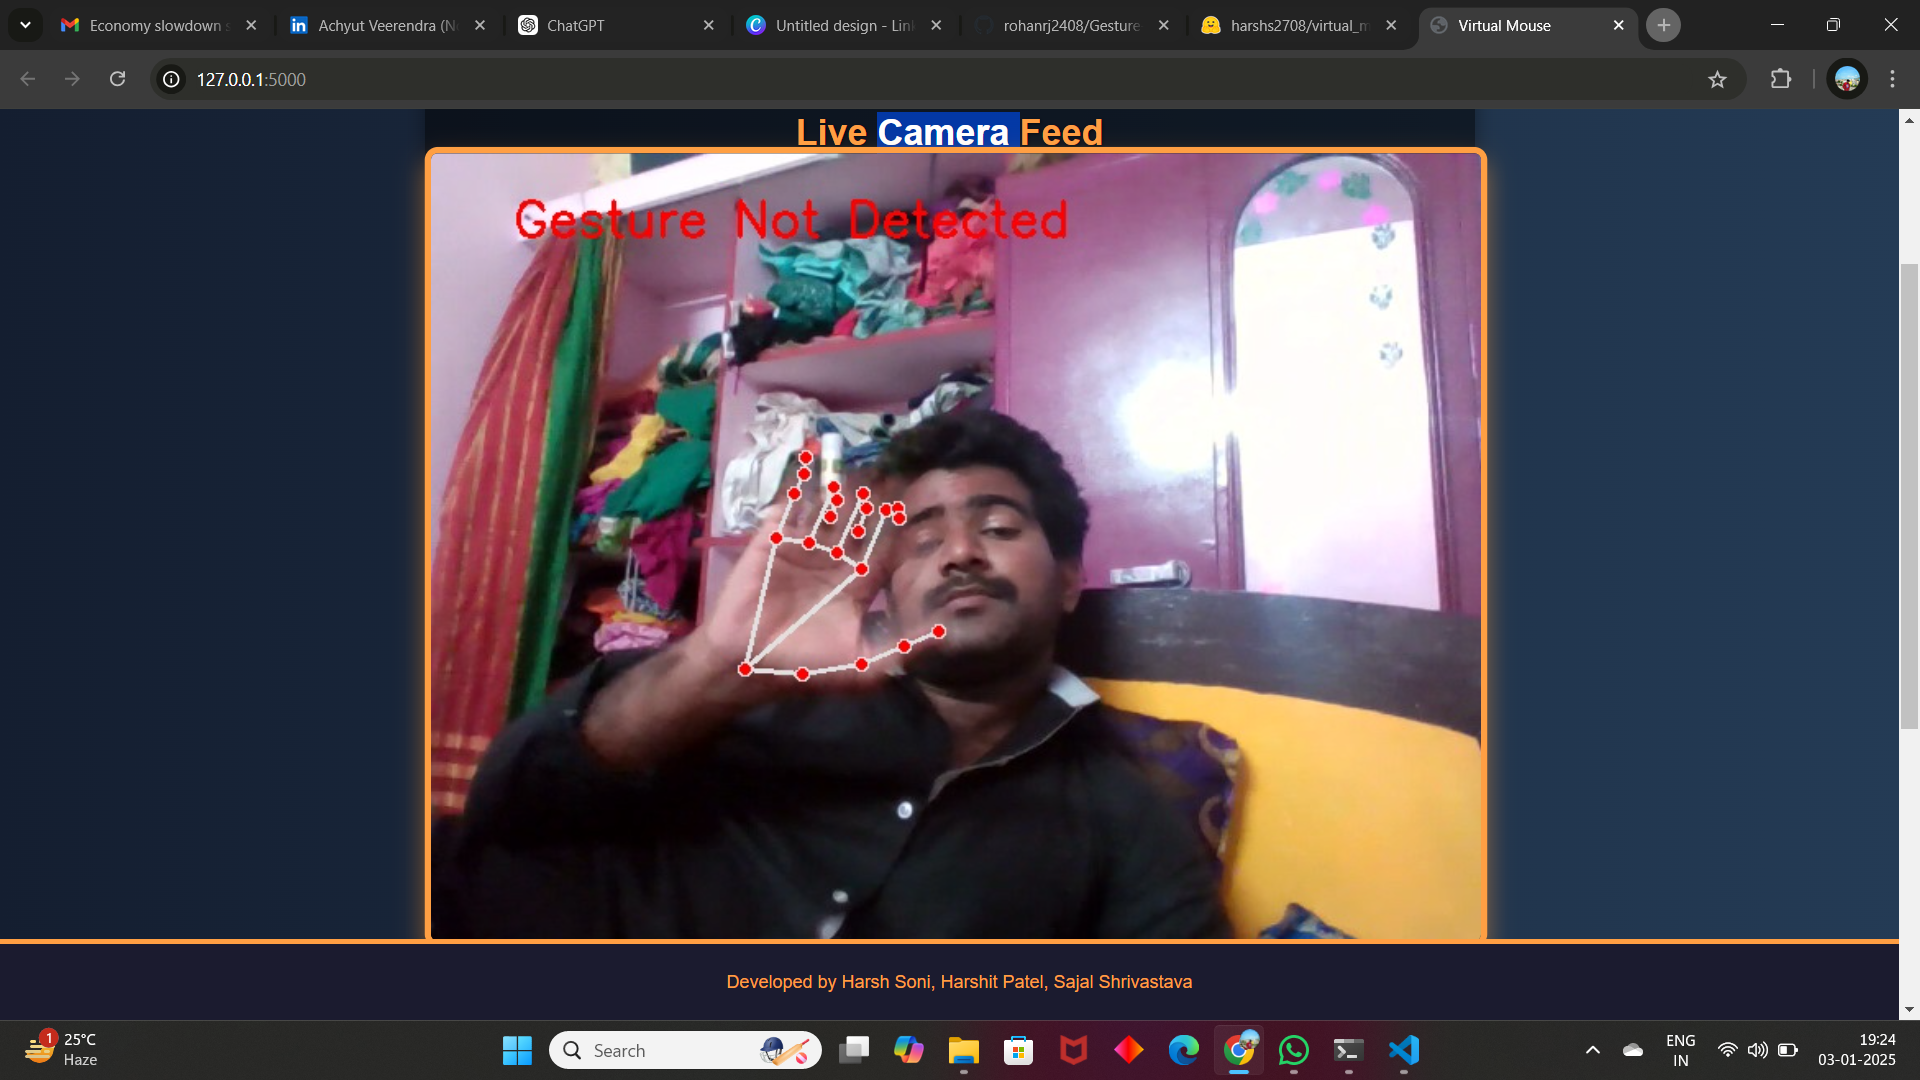 Economy slowdown s
Achyut Veerendra (N
ChatGPT
Untitled design - Lin
rohanrj2408/Gesture
harshs2708/virtual_m
Virtual Mouse
127.0.0.1:5000
Live Camera Feed
Gesture Not Detected
Developed by Harsh Soni, Harshit Patel, Sajal Shrivastava
1
25°C
Haze
Search
ENG
IN
19:24
03-01-2025